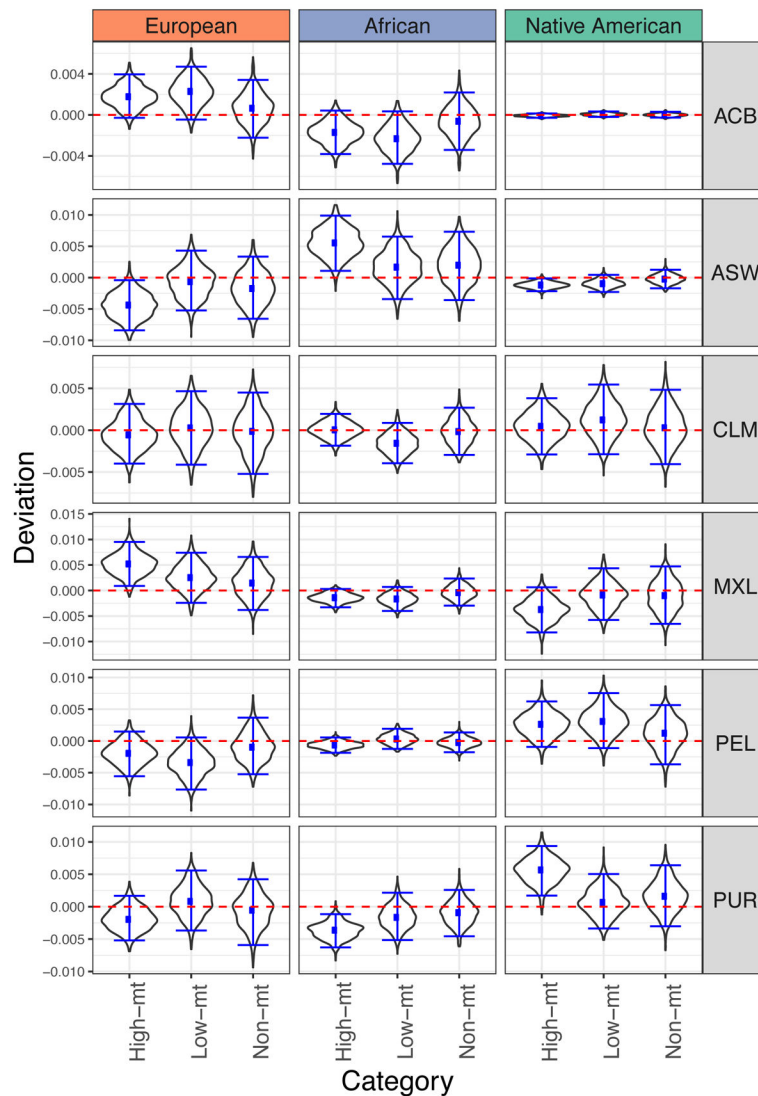 European African Native American
0.004
0.000
−0.004
ACB
0.010
0.005
0.000
−0.005
−0.010
ASW
0.005
0.000
−0.005
CLM
0.015
0.010
0.005
0.000
−0.005
−0.010
MXL
0.010
0.005
0.000
−0.005
−0.010
PEL
0.010
0.005
0.000
−0.005
−0.010
PUR
Deviation
High−mt Low−mt Non−mt High−mt Low−mt Non−mt High−mt Low−mt Non−mt
Category